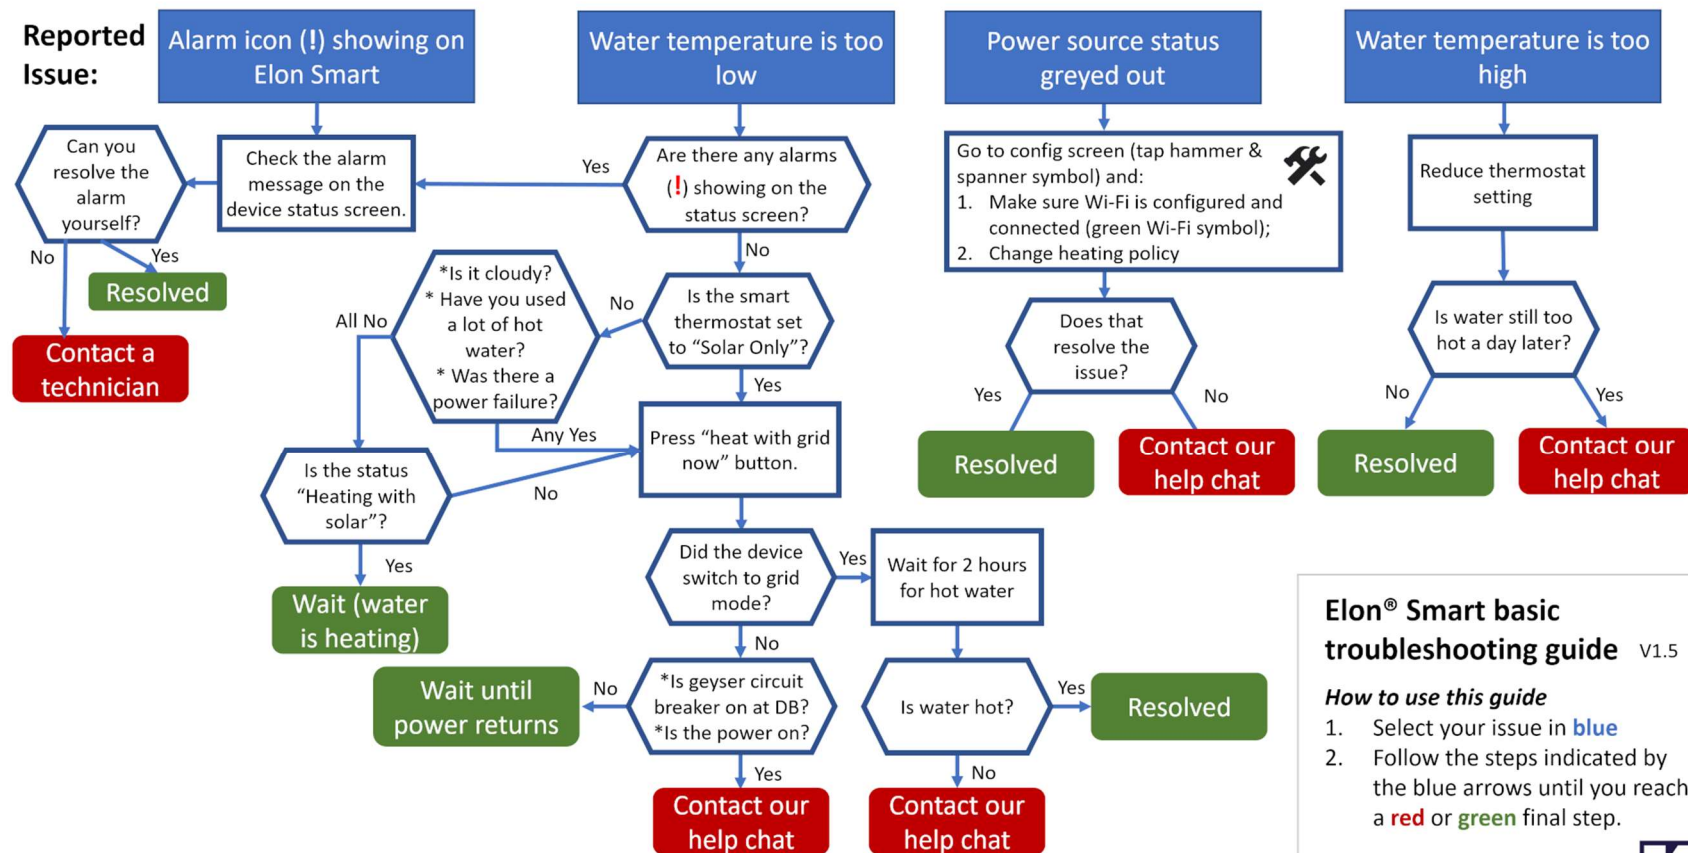 Reported
Issue:
Alarm icon (!) showing on
Elon Smart
Water temperature is too
low
Power source status
greyed out
Water temperature is too
high
Can you
resolve the
alarm
yourself?
Check the alarm
message on the
device status screen.
Yes
Are there any alarms
(!) showing on the
status screen?
Go to config screen (tap hammer &
spanner symbol) and:
1. Make sure Wi-Fi is configured and
connected (green Wi-Fi symbol);
2. Change heating policy
Reduce thermostat
setting
No
Yes
Resolved
Contact a
technician
No
*Is it cloudy?
* Have you used
a lot of hot
water?
* Was there a
power failure?
No
Is the smart
thermostat set
to “Solar Only”?
All No
Yes
Any Yes
Press “heat with grid
now” button.
Does that
resolve the
issue?
Yes
No
Resolved
Contact our
help chat
Is water still too
hot a day later?
No
Yes
Resolved
Contact our
help chat
Is the status
“Heating with
solar”?
No
Yes
Wait (water
is heating)
Did the device
switch to grid
mode?
Yes
Wait for 2 hours
for hot water
No
Wait until
power returns
No
*Is geyser circuit
breaker on at DB?
*Is the power on?
Is water hot?
Yes
Resolved
Yes
Contact our
help chat
No
Contact our
help chat
Elon® Smart basic
troubleshooting guide V1.5
How to use this guide
1. Select your issue in blue
2. Follow the steps indicated by
the blue arrows until you reach
a red or green final step.